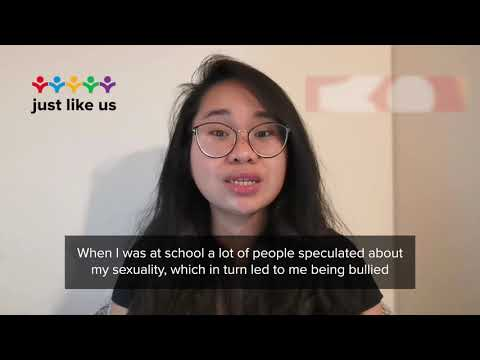 just like us
When I was at school a lot of people speculated about
my sexuality, which in turn led to me being bullied